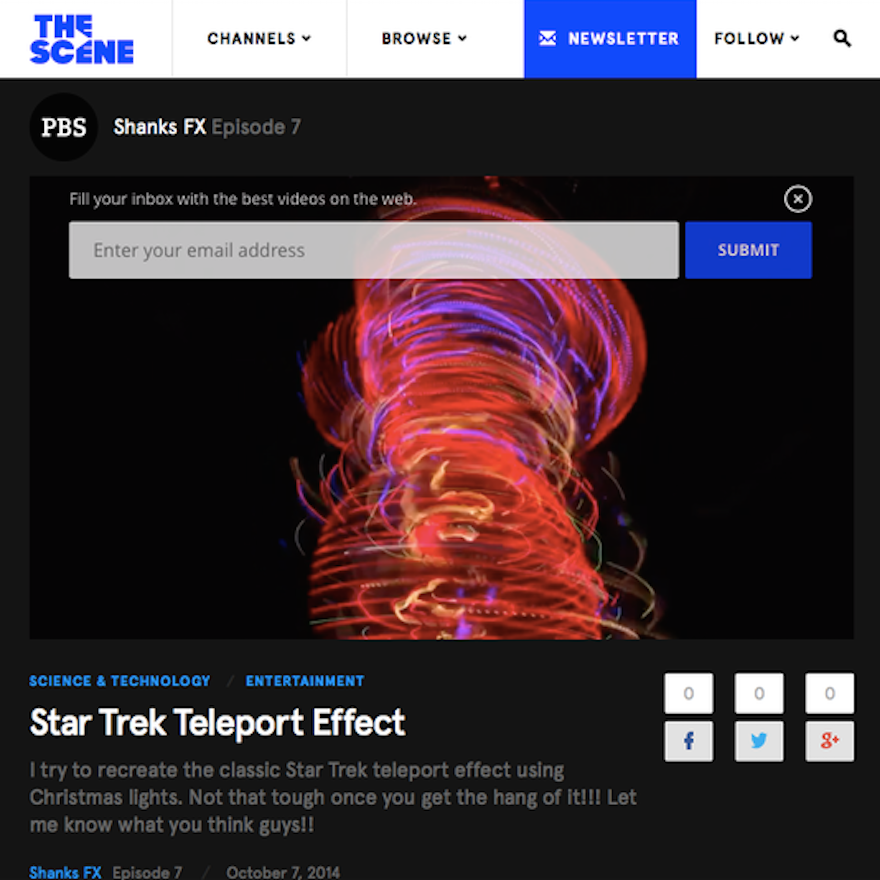 THE
SCENE
CHANNELS
BROWSE
NEWSLETTER
FOLLOW
PBS
Shanks FX Episode 7
Fill your inbox with the best videos on the web.
Enter your email address
SUBMIT
SCIENCE & TECHNOLOGY / ENTERTAINMENT
0
0
0
Star Trek Teleport Effect
f
g+
I try to recreate the classic Star Trek teleport effect using
Christmas lights. Not that tough once you get the hang of it!!! Let
me know what you think guys!!
Shanks FX Episode 7 / October 7, 2014